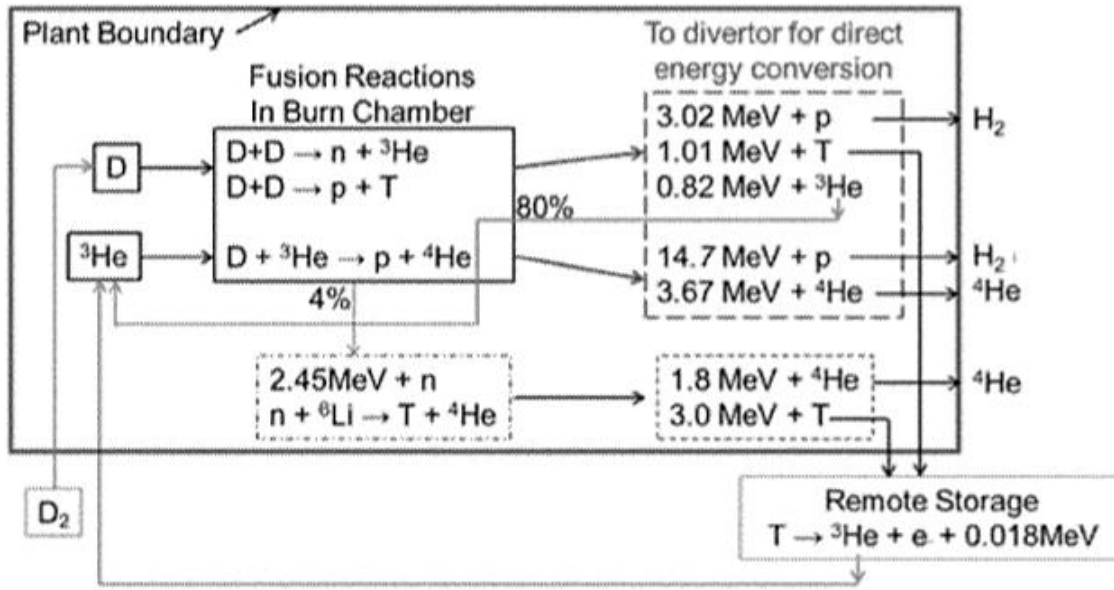 Plant Boundary
To divertor for direct
energy conversion
Fusion Reactions
In Burn Chamber
D
D+D → n + ³He
D+D → p + T
³He
D + ³He → p + ⁴He
80%
4%
3.02 MeV + p
1.01 MeV + T
0.82 MeV + ³He
14.7 MeV + p
3.67 MeV + ⁴He
H₂
H₂
⁴He
2.45MeV + n
n + ⁶Li → T + ⁴He
1.8 MeV + ⁴He
3.0 MeV + T
⁴He
D₂
Remote Storage
T → ³He + e + 0.018MeV